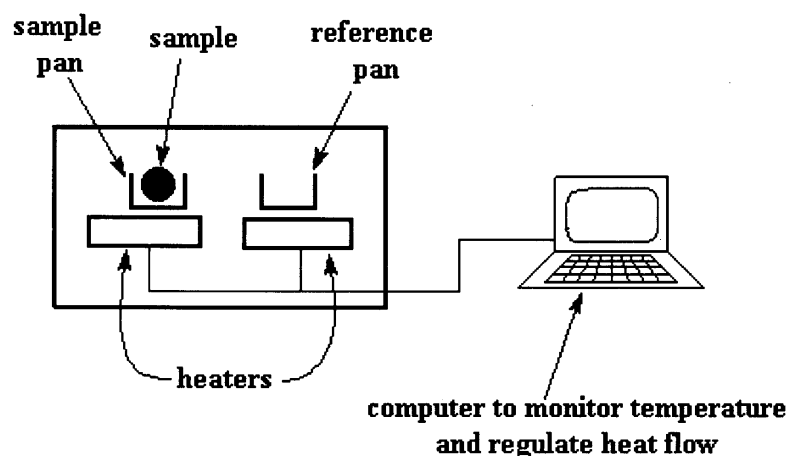 sample
pan
sample
reference
pan
heaters
computer to monitor temperature
and regulate heat flow